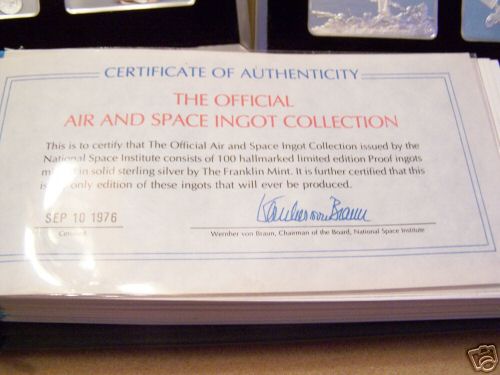 CERTIFICATE OF AUTHENTICITY
THE OFFICIAL
AIR AND SPACE INGOT COLLECTION
This is to certify that The Official Air and Space Ingot Collection issued by the
National Space Institute consists of 100 hallmarked limited edition Proof ingots
in solid sterling silver by The Franklin Mint. It is further certified that this
is only edition of these ingots that will ever be produced.
SEP 10 1976
Wernher von Braun
Certified
Wernher von Braun, Chairman of the Board, National Space Institute